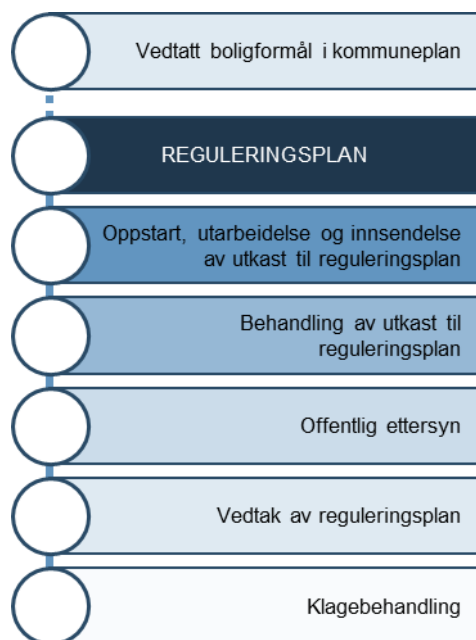 Vedtatt boligformål i kommuneplan
REGULERINGSPLAN
Oppstart, utarbeidelse og innsendelse
av utkast til reguleringsplan
Behandling av utkast til
reguleringsplan
Offentlig ettersyn
Vedtak av reguleringsplan
Klagebehandling